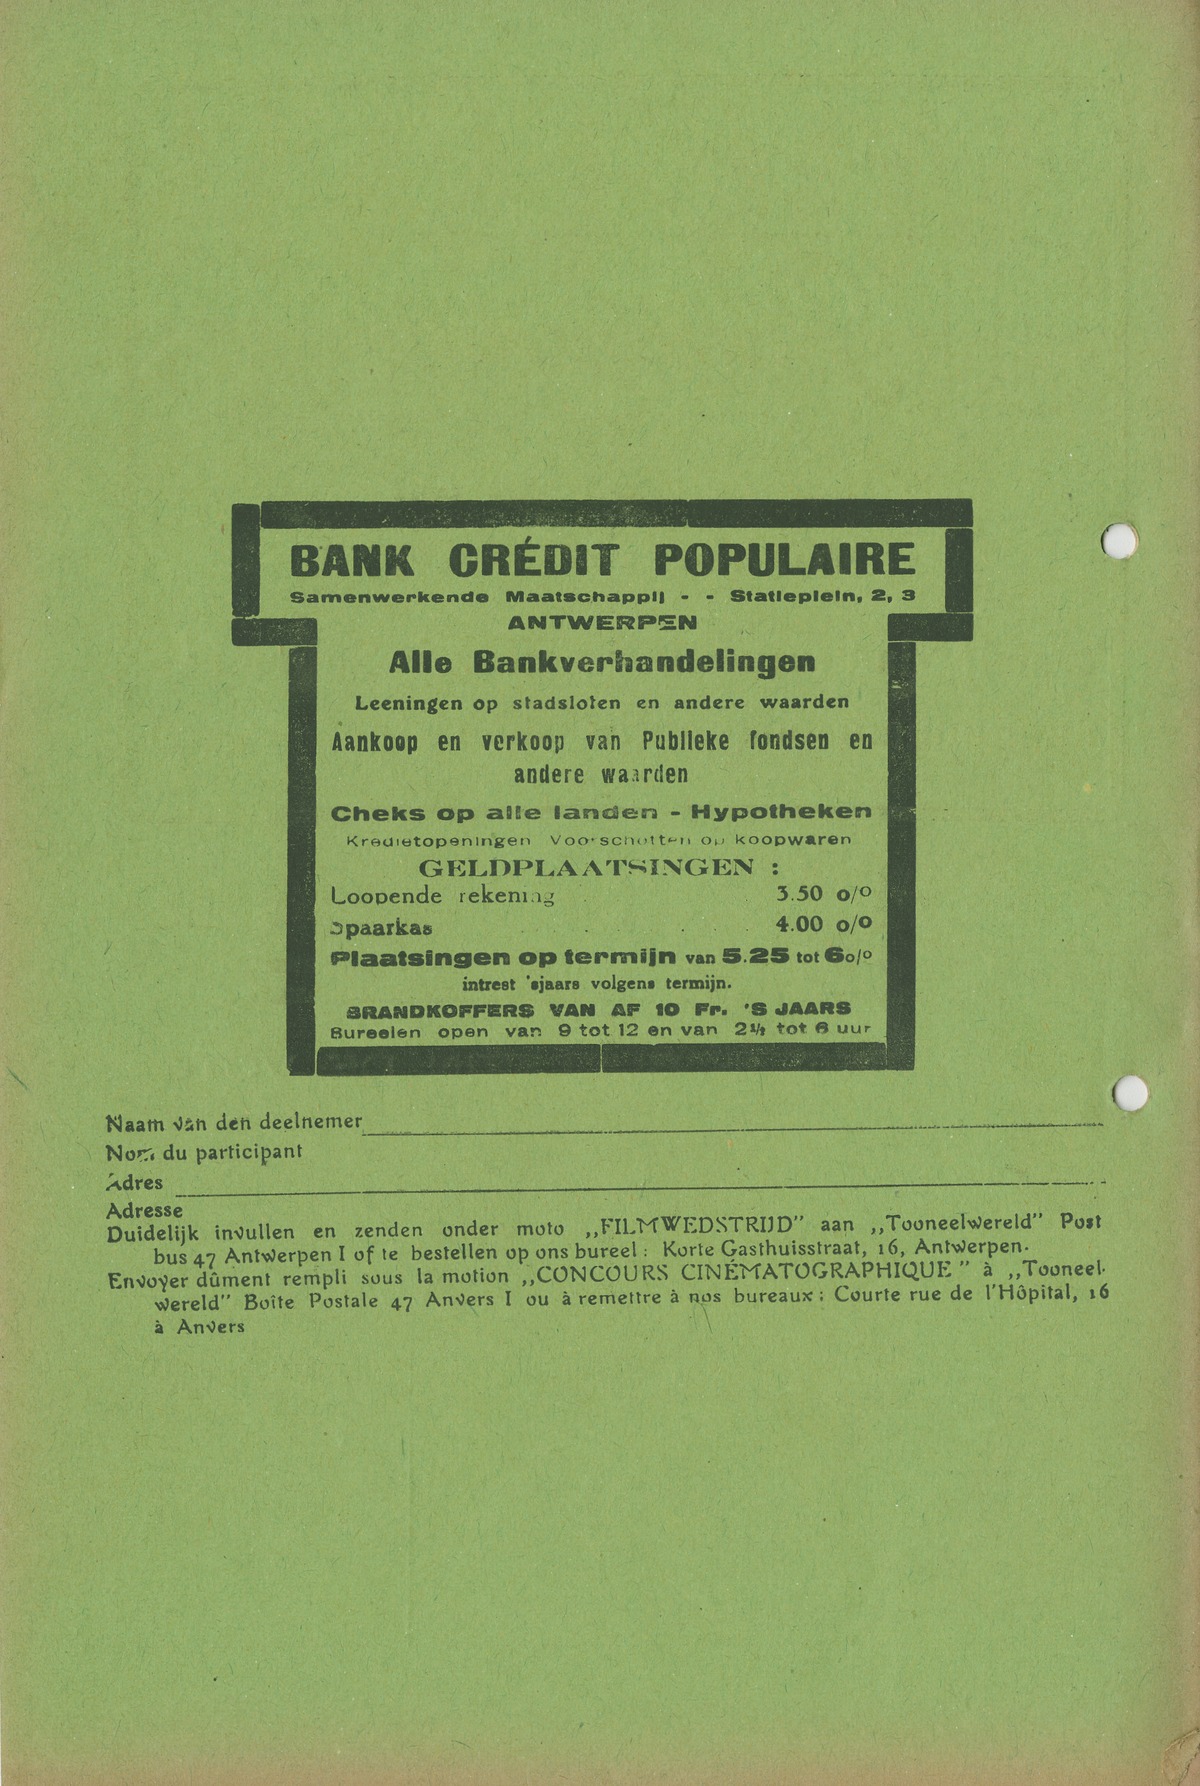 BANK CRÉDIT POPULAIRE
Samenwerkende Maatschappij - - Statieplein, 2, 3
ANTWERPEN
Alle Bankverhandelingen
Leeningen op stadsloten en andere waarden
Aankoop en verkoop van Publieke fondsen en
andere waarden
Cheks op alle landen - Hypotheken
Kredietopeningen Voorschotten op koopwaren
GELDPLAATSINGEN :
Loopende rekening 3.50 o/o
Spaarkas 4.00 o/o
Plaatsingen op termijn van 5.25 tot 6 o/o
intrest 'sjaars volgens termijn.
BRANDKOFFERS VAN AF 10 Fr. 'S JAARS
Bureelen open van 9 tot 12 en van 2½ tot 6 uur
Naam van den deelnemer
Nom du participant
Adres
Adresse
Duidelijk invullen en zenden onder moto „FILMWEDSTRIJD” aan „Tooneelwereld” Post
bus 47 Antwerpen I of te bestellen op ons bureel : Korte Gasthuisstraat, 16, Antwerpen.
Envoyer dûment rempli sous la motion „CONCOURS CINÉMATOGRAPHIQUE ” à „Tooneel-
wereld” Boîte Postale 47 Anvers I ou à remettre à nos bureaux : Courte rue de l'Hôpital, 16
à Anvers